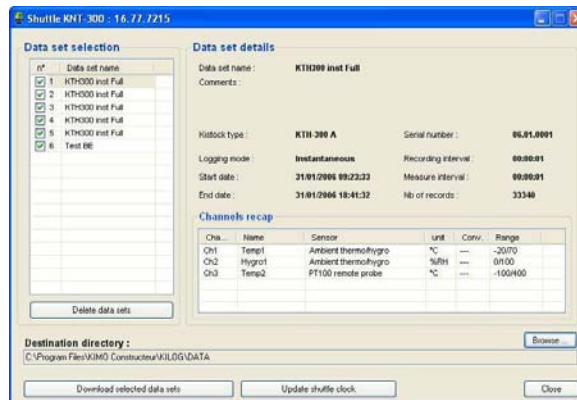 Shuttle KNT-300 : 16.77.7215
Data set selection
n° Data set name
1 KTH300 inst Full
2 KTH300 inst Full
3 KTH300 inst Full
4 KTH300 inst Full
5 KTH300 inst Full
6 Test BE
Delete data sets
Data set details
Data set name : KTH300 inst Full
Comments :
Kistock type : KTH-300 A Serial number : 06.01.0001
Logging mode : Instantaneous Recording interval : 00:00:01
Start date : 31/01/2006 09:23:33 Measure interval : 00:00:01
End date : 31/01/2006 18:41:32 Nb of records : 33340
Channels recap
Cha... Name Sensor unit Conv. Range
Ch1 Temp1 Ambient thermo/hygro °C --- -20/70
Ch2 Hygro1 Ambient thermo/hygro %RH --- 0/100
Ch3 Temp2 PT100 remote probe °C --- -100/400
Destination directory :
Browse ...
C:\Program Files\KIMO Constructeur\KILOG\DATA
Download selected data sets
Update shuttle clock
Close